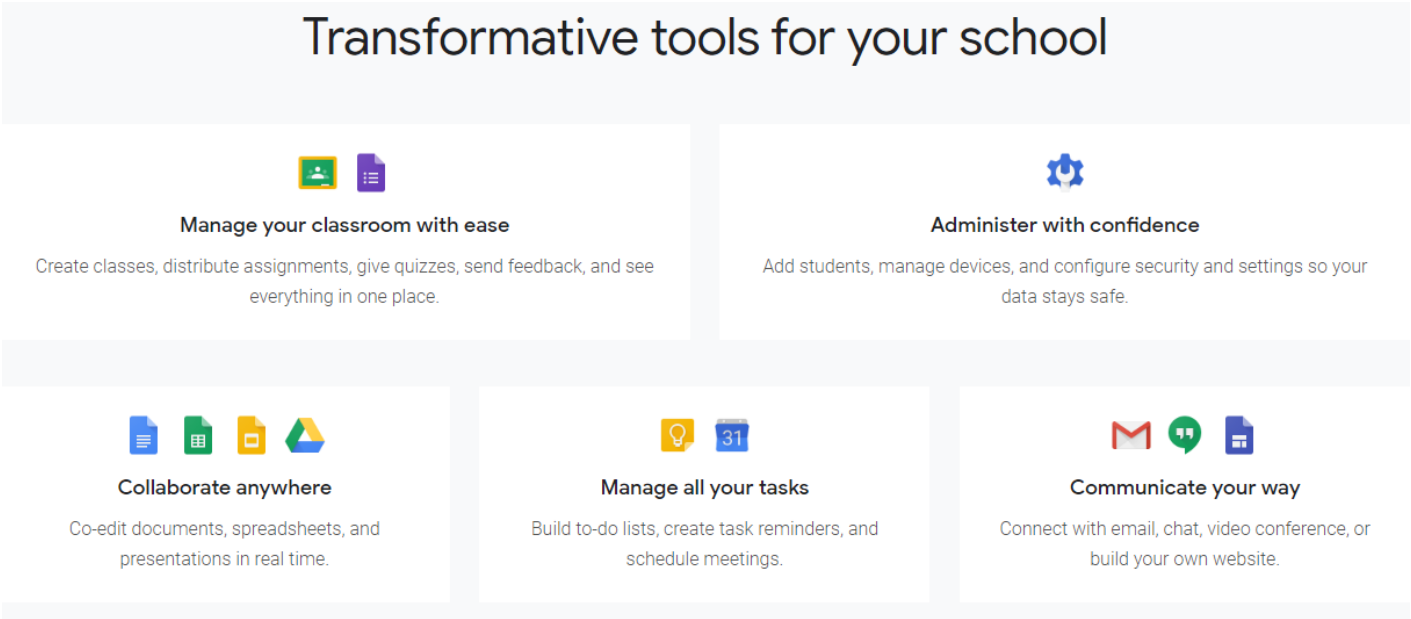 Transformative tools for your school
Manage your classroom with ease
Create classes, distribute assignments, give quizzes, send feedback, and see
everything in one place.
Administer with confidence
Add students, manage devices, and configure security and settings so your
data stays safe.
Collaborate anywhere
Co-edit documents, spreadsheets, and
presentations in real time.
31
Manage all your tasks
Build to-do lists, create task reminders, and
schedule meetings.
Communicate your way
Connect with email, chat, video conference, or
build your own website.